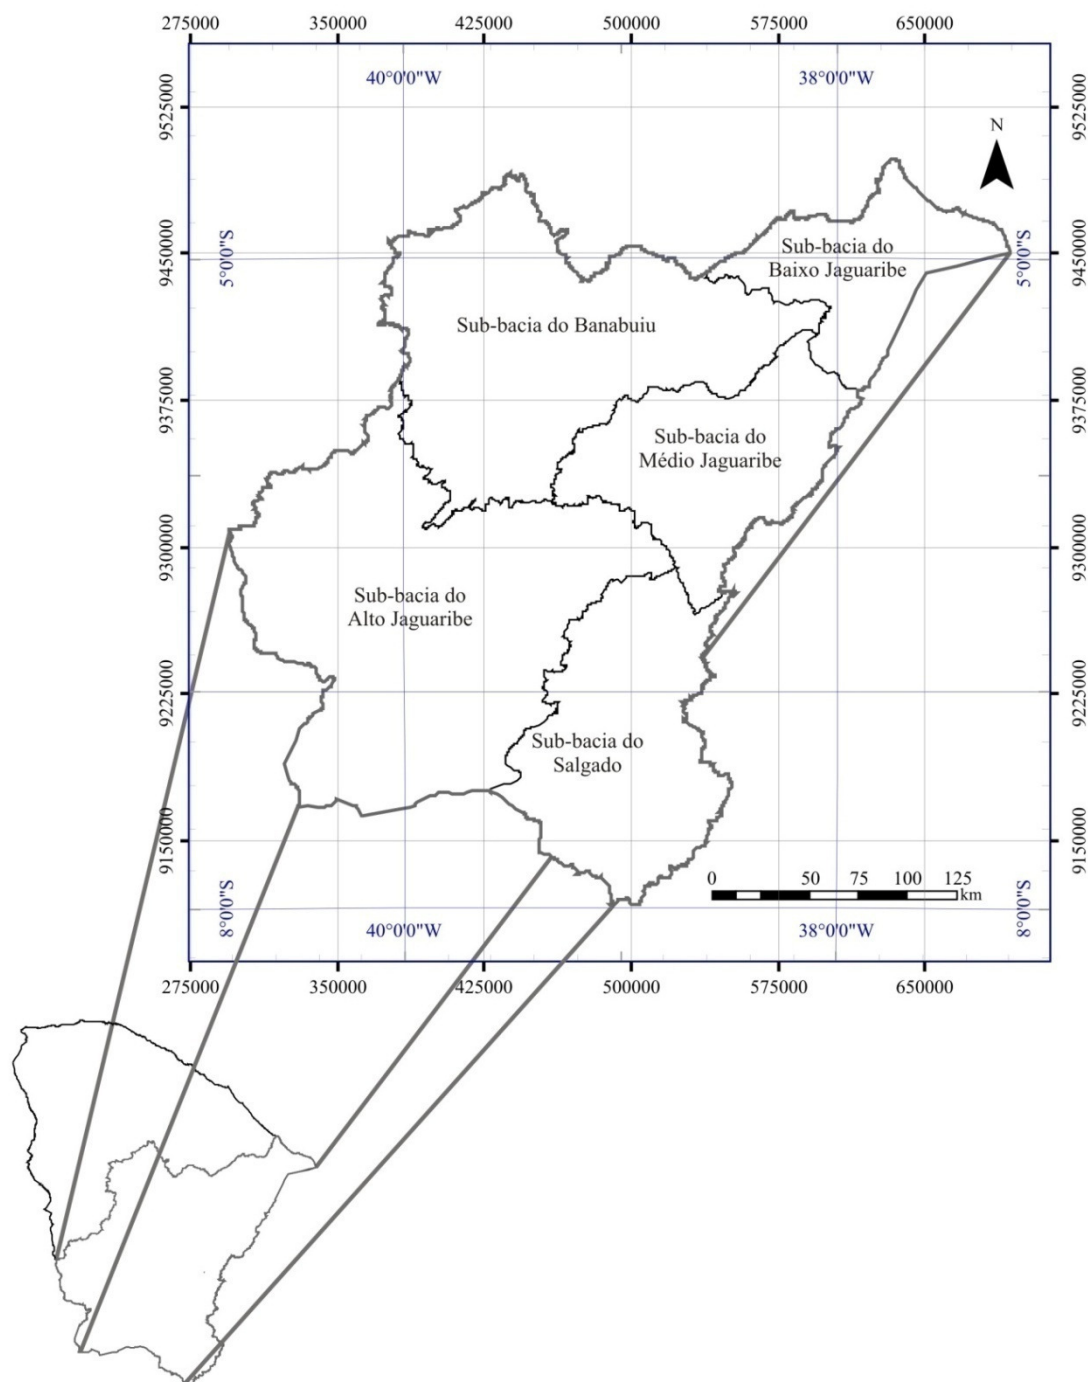 275000
350000
425000
500000
575000
650000
40°0'0"W
38°0'0"W
9525000
9525000
N
9450000
5°0'0"S
Sub-bacia do
Baixo Jaguaribe
5°0'0"S
9450000
Sub-bacia do Banabuiu
9375000
9375000
Sub-bacia do
Médio Jaguaribe
9300000
9300000
Sub-bacia do
Alto Jaguaribe
9225000
9225000
Sub-bacia do
Salgado
9150000
9150000
0
50
75
100
125
km
8°0'0"S
40°0'0"W
38°0'0"W
8°0'0"S
275000
350000
425000
500000
575000
650000